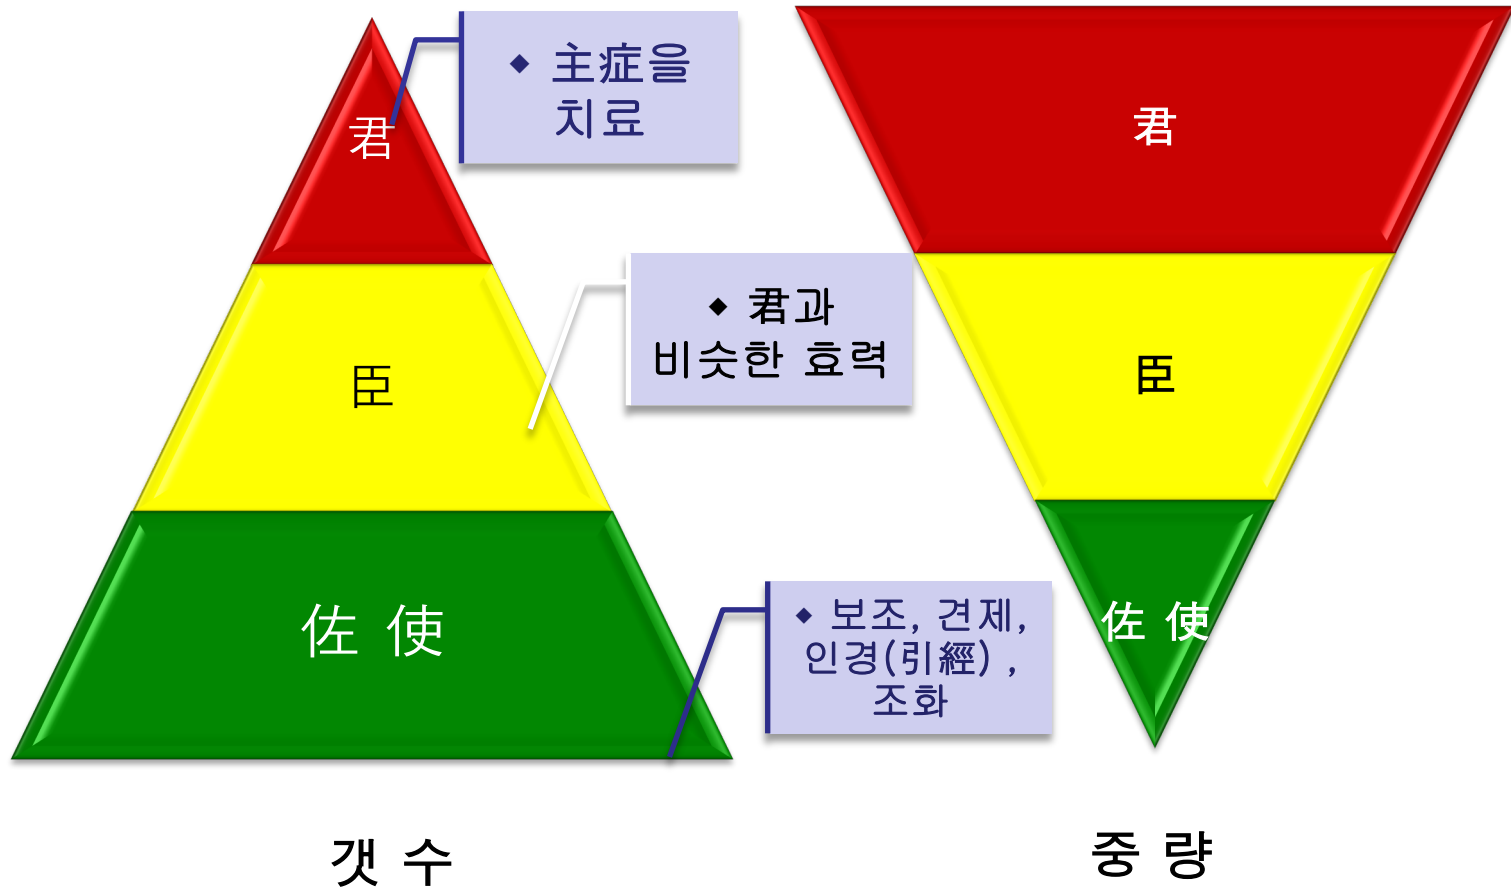 君
◆ 主症을
치료
君
◆ 君과
비슷한 효력
臣
臣
佐 使
◆ 보조, 견제,
인경(引經) ,
조화
佐 使
갯 수
중 량